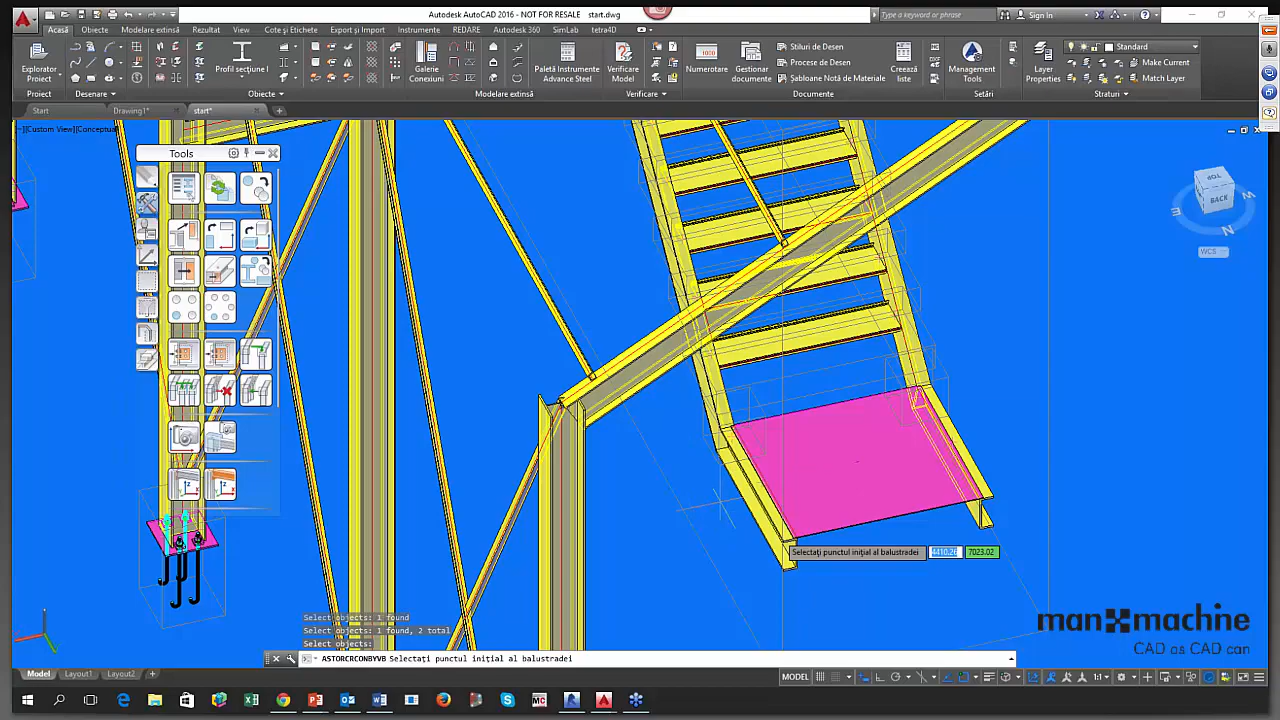 Autodesk AutoCAD 2016 - NOT FOR RESALE start.dwg
Type a keyword or phrase
Sign In
Acasă Obiecte Modelare extinsă Rezultat View Cote și Etichete Export și Import Instrumente REDARE Autodesk 360 SimLab tetra4D
Explorator Proiect
Profil secțiune I
Galerie Conexiuni
Paletă Instrumente Advance Steel
Verificare Model
Numerotare
Gestionar documente
Stiluri de Desen
Procese de Desen
Șabloane Notă de Materiale
Creează liste
Management Tools
Layer Properties
Standard
Make Current
Match Layer
Proiect Desenare Obiecte Modelare extinsă Verificare Documente Setări Straturi
Start Drawing1* start*
[Custom View][Conceptual]
Tools
TOP
BACK
E
N
W
WCS
Selectați punctul inițial al balustradei 4410.26 7023.02
Select objects: 1 found
Select objects: 1 found, 2 total
Select objects:
ASTORCRCONBYVB Selectați punctul inițial al balustradei
man machine
CAD as CAD can
Model Layout1 Layout2 +
MODEL
1:1